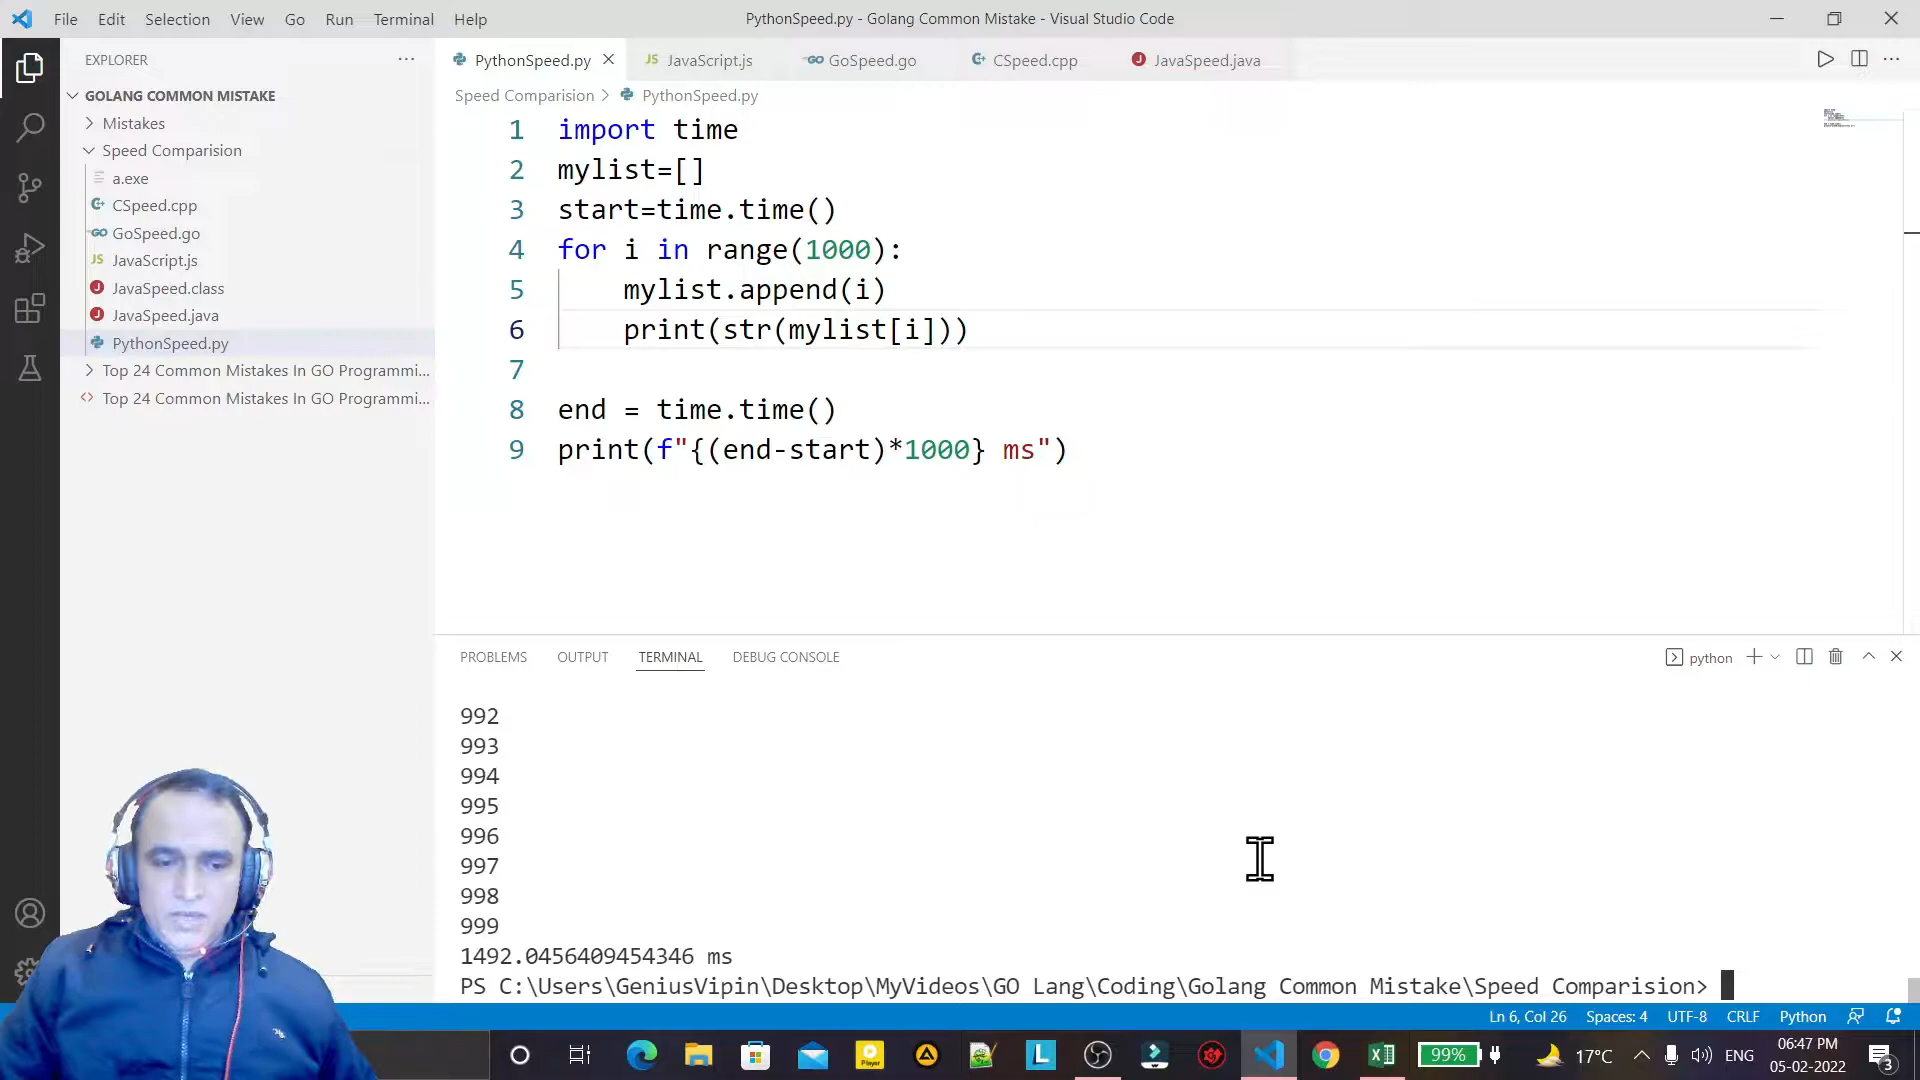 File Edit Selection View Go Run Terminal Help
PythonSpeed.py - Golang Common Mistake - Visual Studio Code
EXPLORER
GOLANG COMMON MISTAKE
Mistakes
Speed Comparision
a.exe
CSpeed.cpp
GoSpeed.go
JS JavaScript.js
JavaSpeed.class
JavaSpeed.java
PythonSpeed.py
Top 24 Common Mistakes In GO Programmi...
Top 24 Common Mistakes In GO Programmi...
PythonSpeed.py JS JavaScript.js GoSpeed.go CSpeed.cpp JavaSpeed.java
Speed Comparision > PythonSpeed.py
1 import time
2 mylist=[]
3 start=time.time()
4 for i in range(1000):
5 mylist.append(i)
6 print(str(mylist[i]))
7
8 end = time.time()
9 print(f"{(end-start)*1000} ms")
PROBLEMS OUTPUT TERMINAL DEBUG CONSOLE
python
992
993
994
995
996
997
998
999
1492.0456409454346 ms
PS C:\Users\GeniusVipin\Desktop\MyVideos\GO Lang\Coding\Golang Common Mistake\Speed Comparision>
Ln 6, Col 26 Spaces: 4 UTF-8 CRLF Python
99% 17°C ENG
06:47 PM
05-02-2022
3